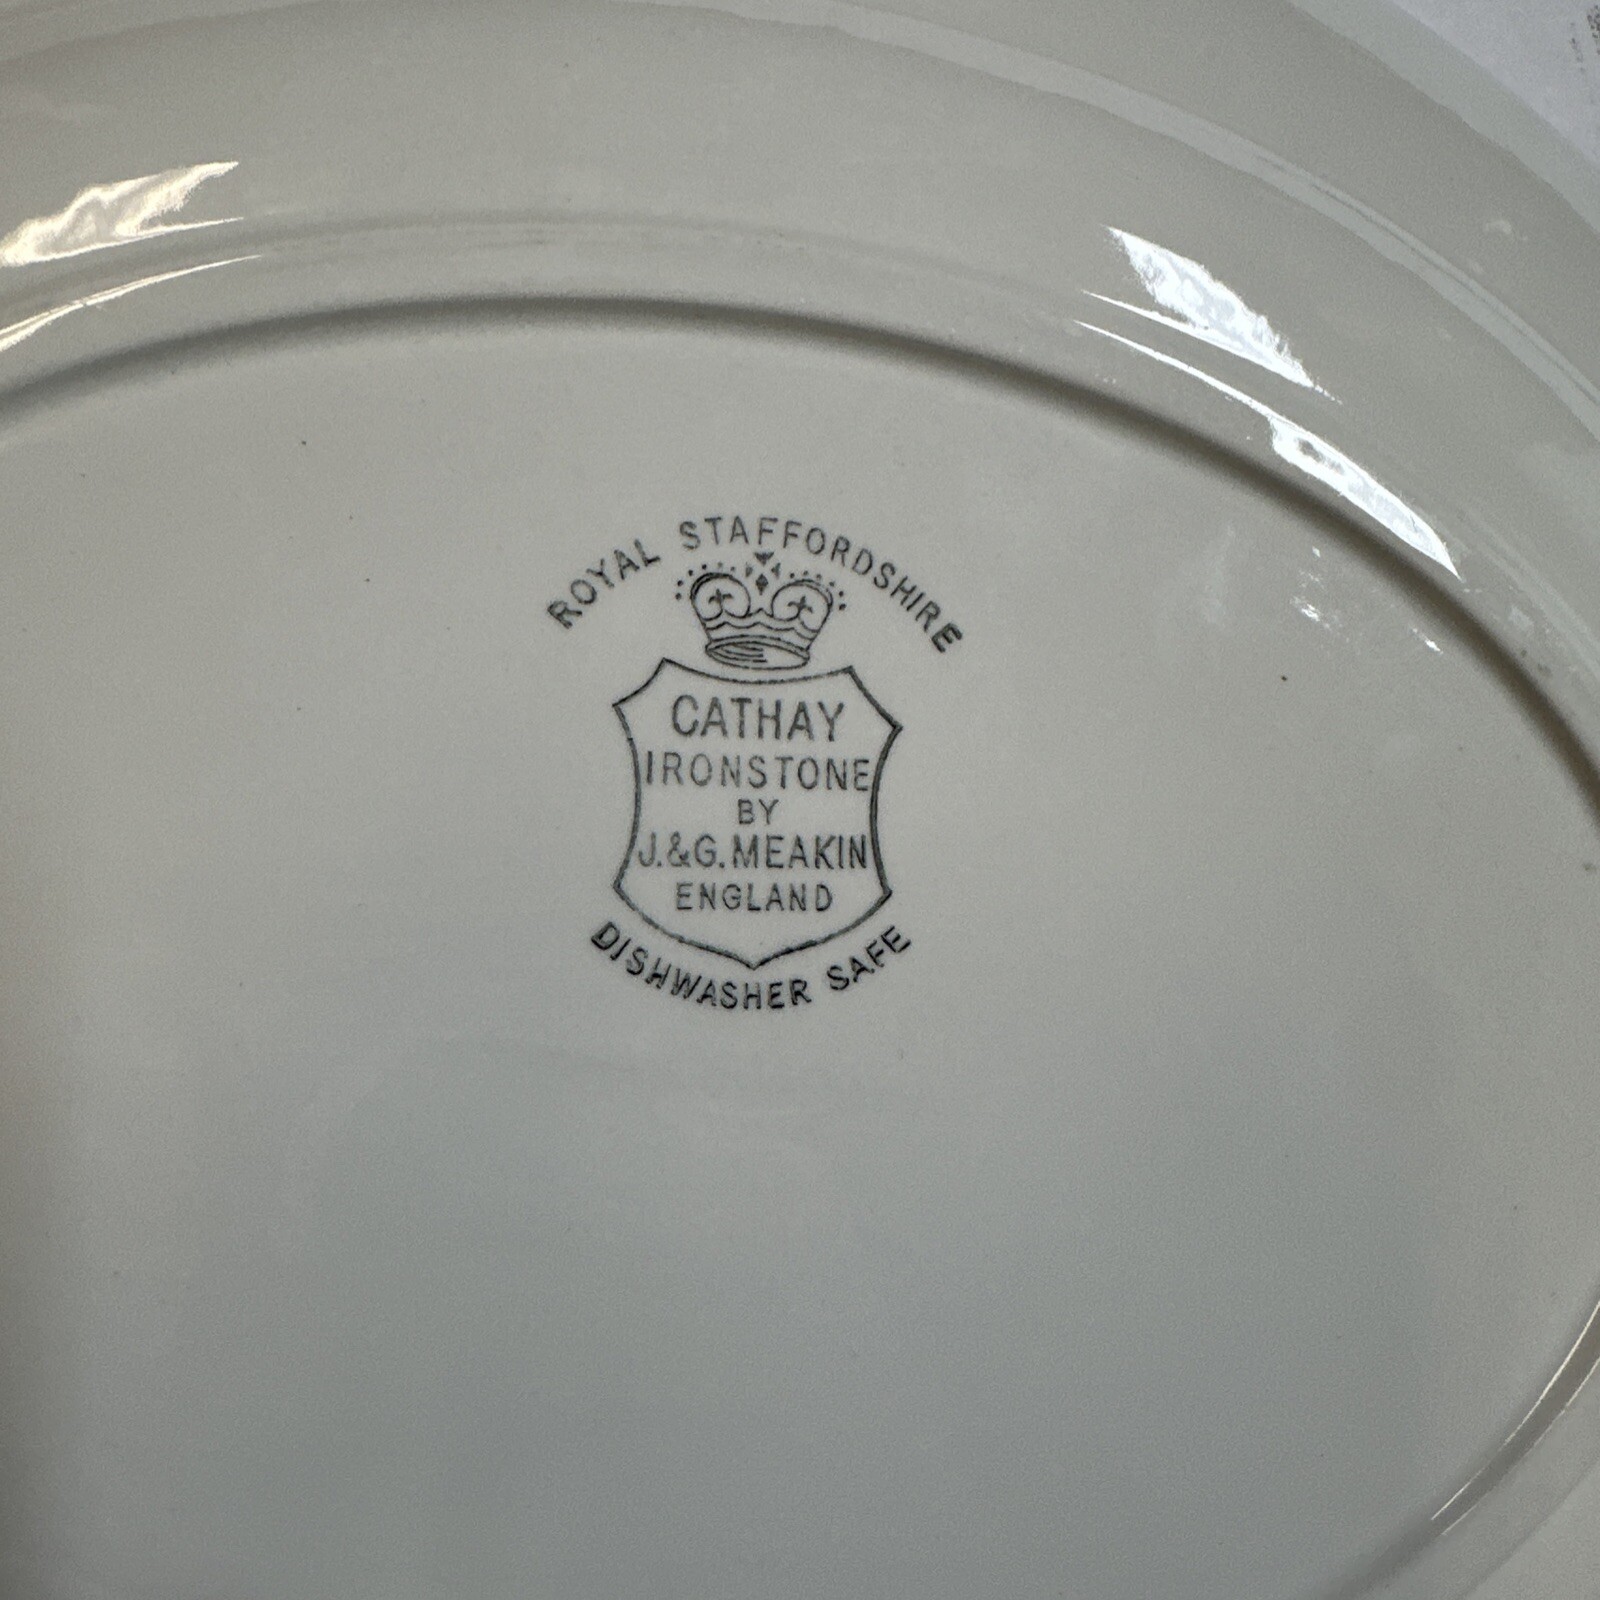 ROYAL STAFFORDSHIRE
CATHAY
IRONSTONE
BY
J.&G.MEAKIN
ENGLAND
DISHWASHER SAFE